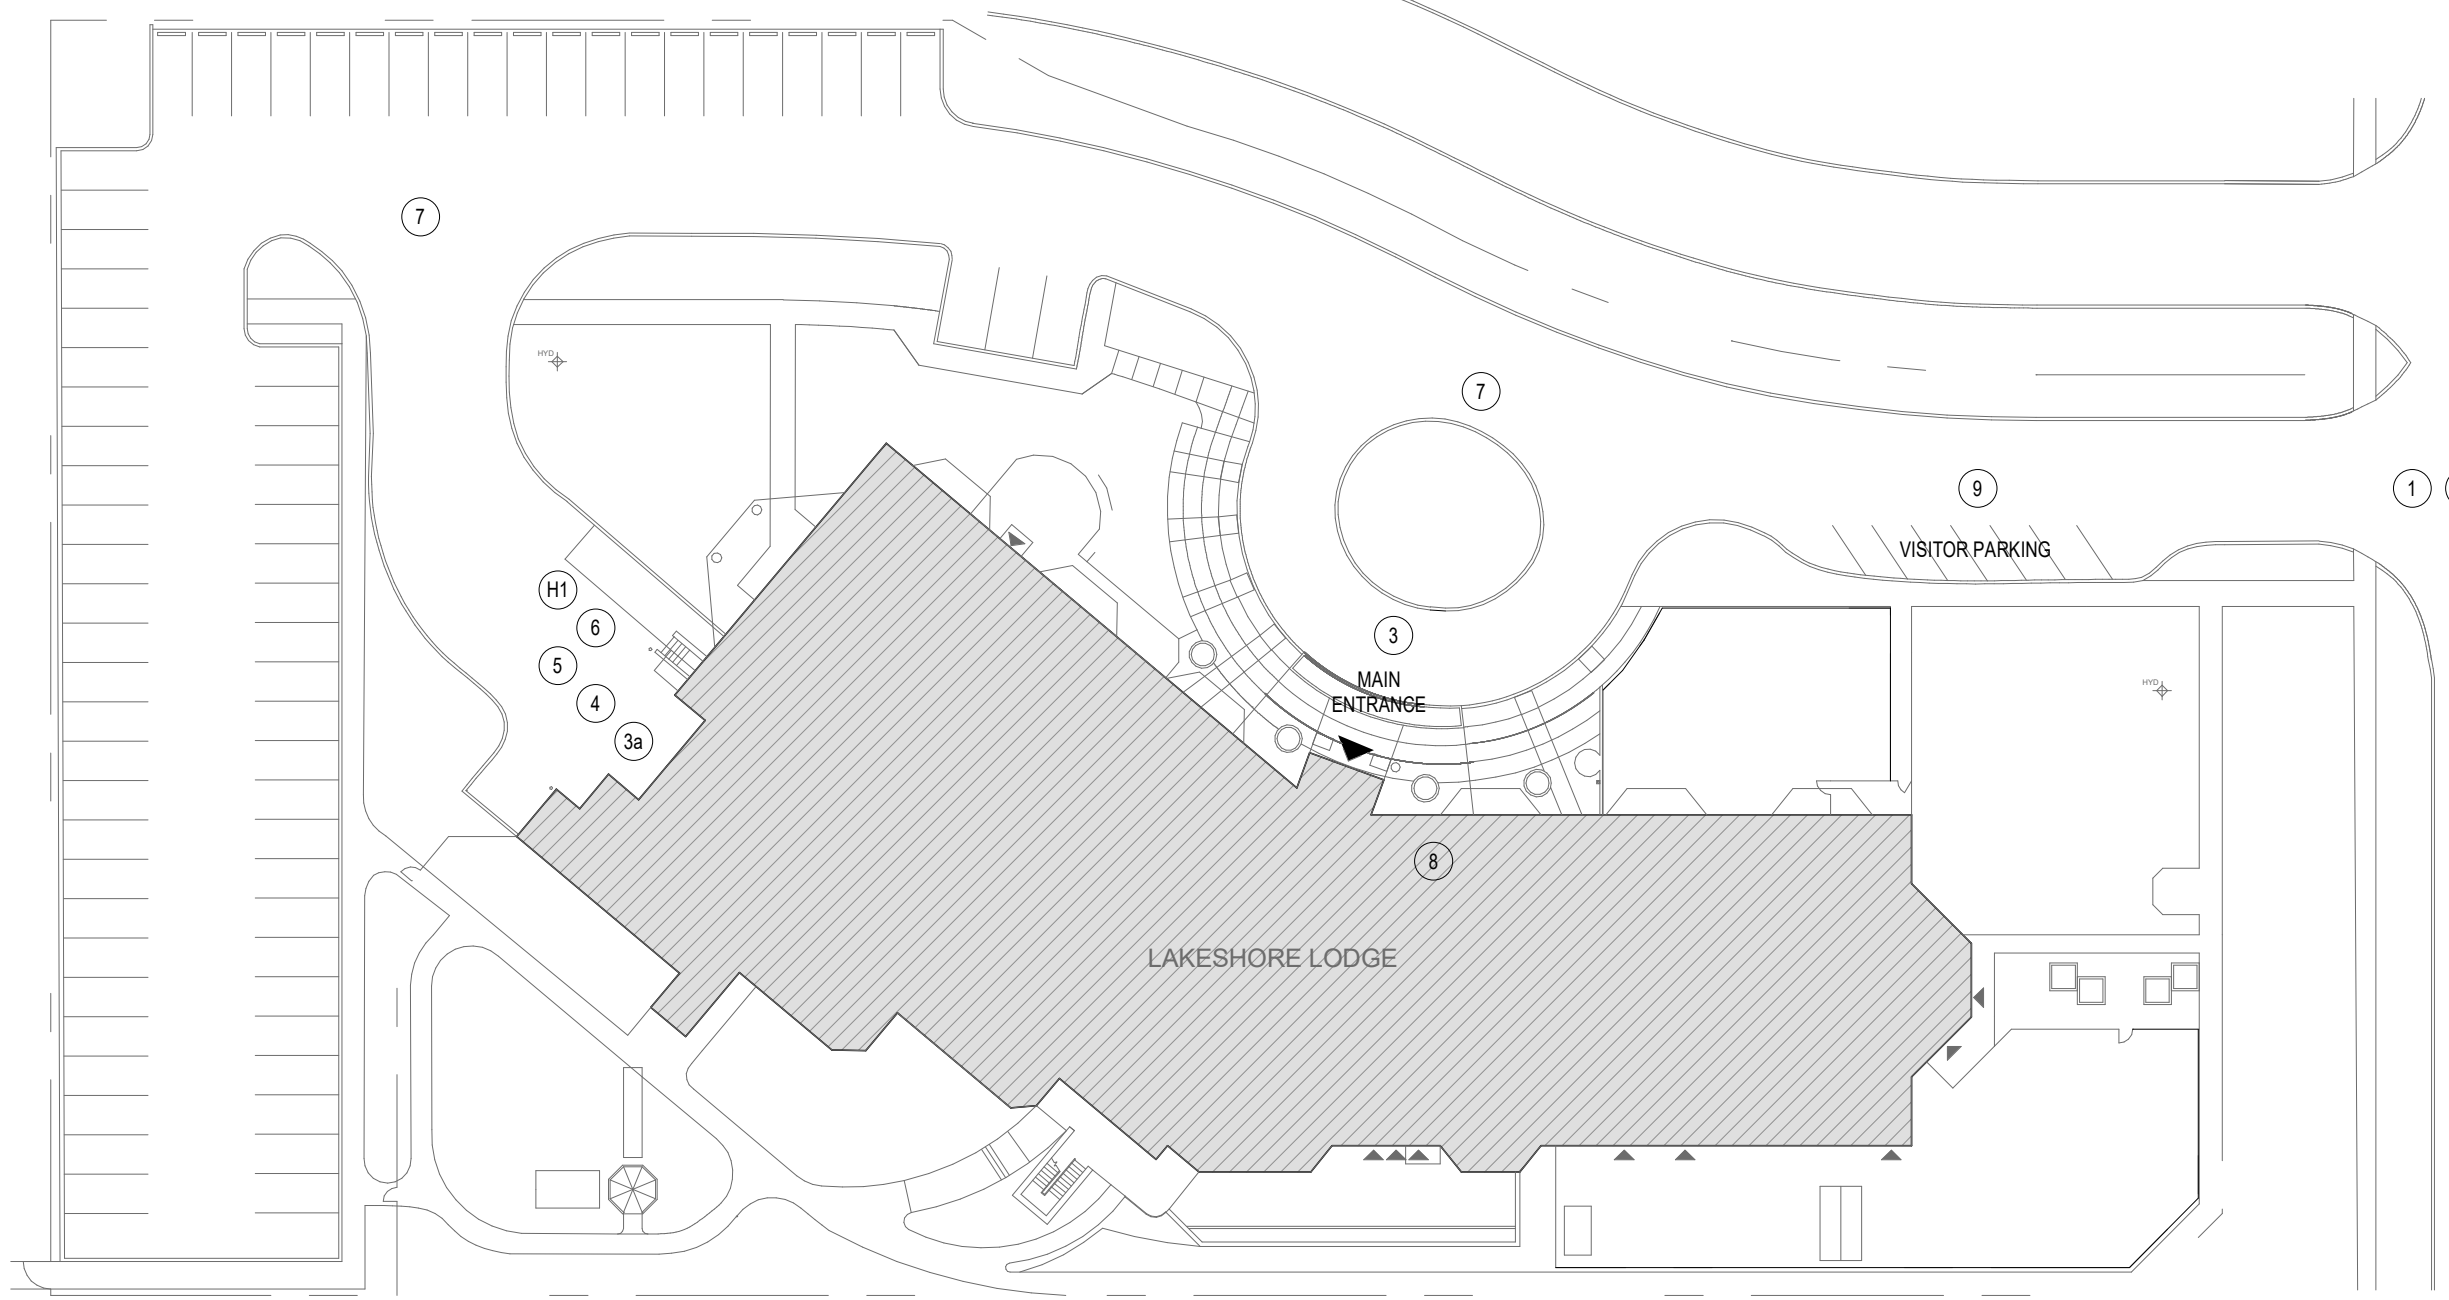 7
HYD
7
9
1
VISITOR PARKING
H1
6
3
5
MAIN
ENTRANCE
HYD
4
3a
8
LAKESHORE LODGE